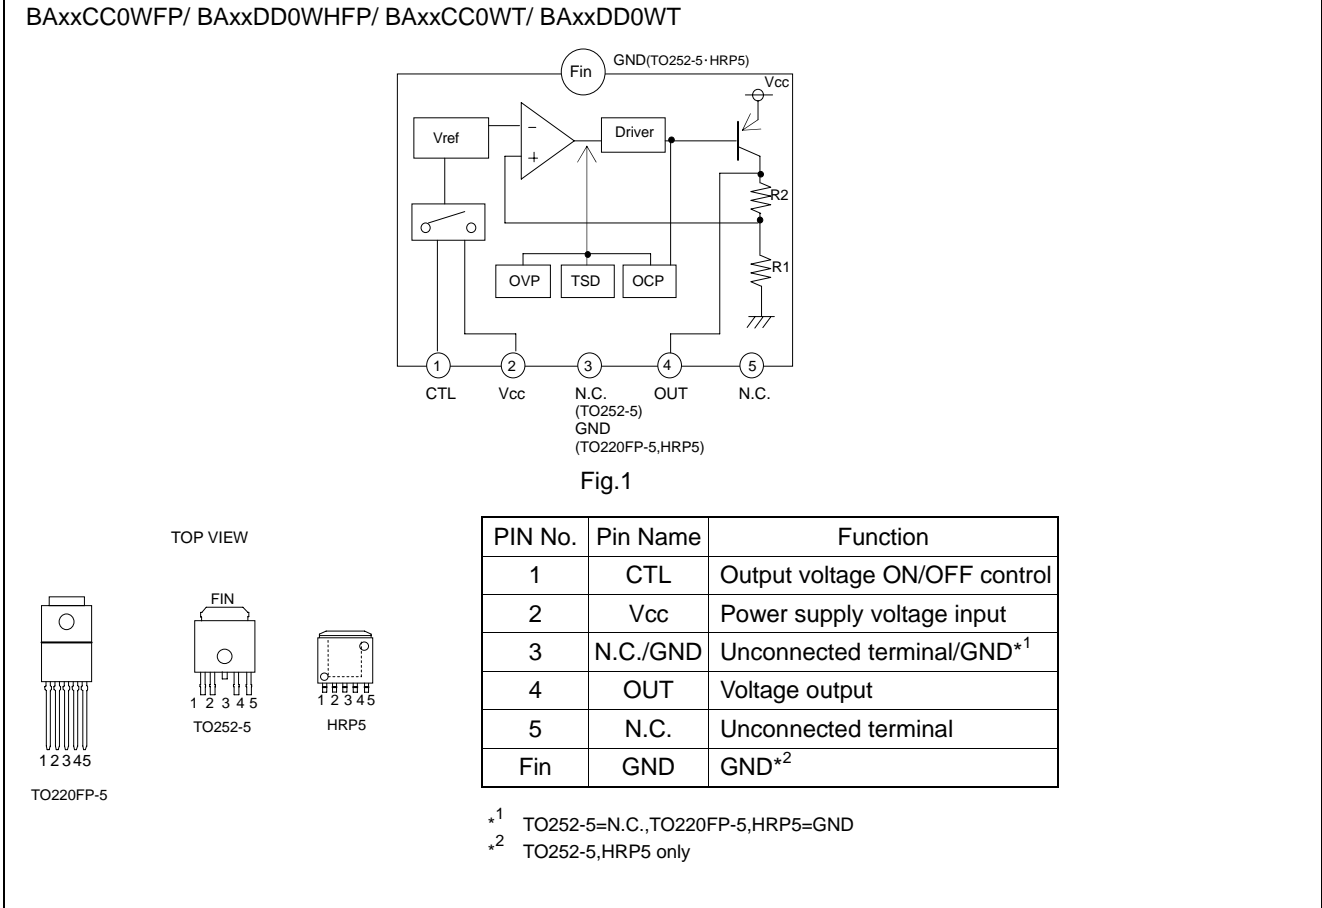 BAxxCC0WFP/ BAxxDD0WHFP/ BAxxCC0WT/ BAxxDD0WT
Fin
GND(TO252-5･HRP5)
Vcc
Vref
−
+
Driver
R2
R1
OVP
TSD
OCP
1
2
3
4
5
CTL
Vcc
N.C.
(TO252-5)
GND
(TO220FP-5,HRP5)
OUT
N.C.
Fig.1
TOP VIEW
1 2 3 4 5
TO220FP-5
FIN
1 2 3 4 5
TO252-5
1 2 3 4 5
HRP5
PIN No. Pin Name Function
1 CTL Output voltage ON/OFF control
2 Vcc Power supply voltage input
3 N.C./GND Unconnected terminal/GND*1
4 OUT Voltage output
5 N.C. Unconnected terminal
Fin GND GND*2
*1 TO252-5=N.C.,TO220FP-5,HRP5=GND
*2 TO252-5,HRP5 only